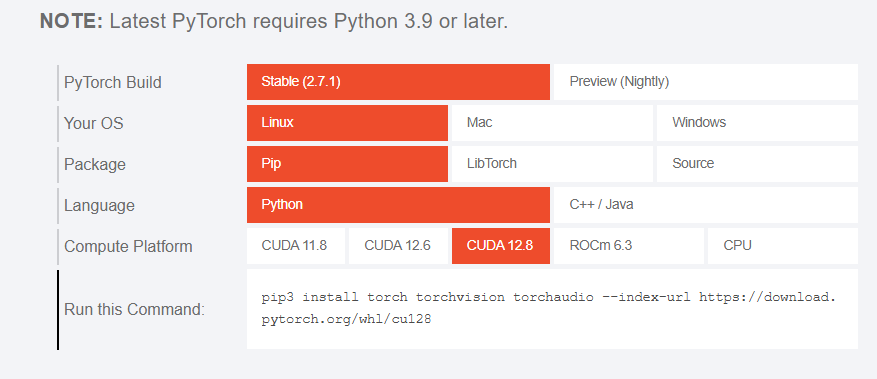 NOTE: Latest PyTorch requires Python 3.9 or later.
PyTorch Build Stable (2.7.1) Preview (Nightly)
Your OS Linux Mac Windows
Package Pip LibTorch Source
Language Python C++ / Java
Compute Platform CUDA 11.8 CUDA 12.6 CUDA 12.8 ROCm 6.3 CPU
Run this Command: pip3 install torch torchvision torchaudio --index-url https://download.
pytorch.org/whl/cu128